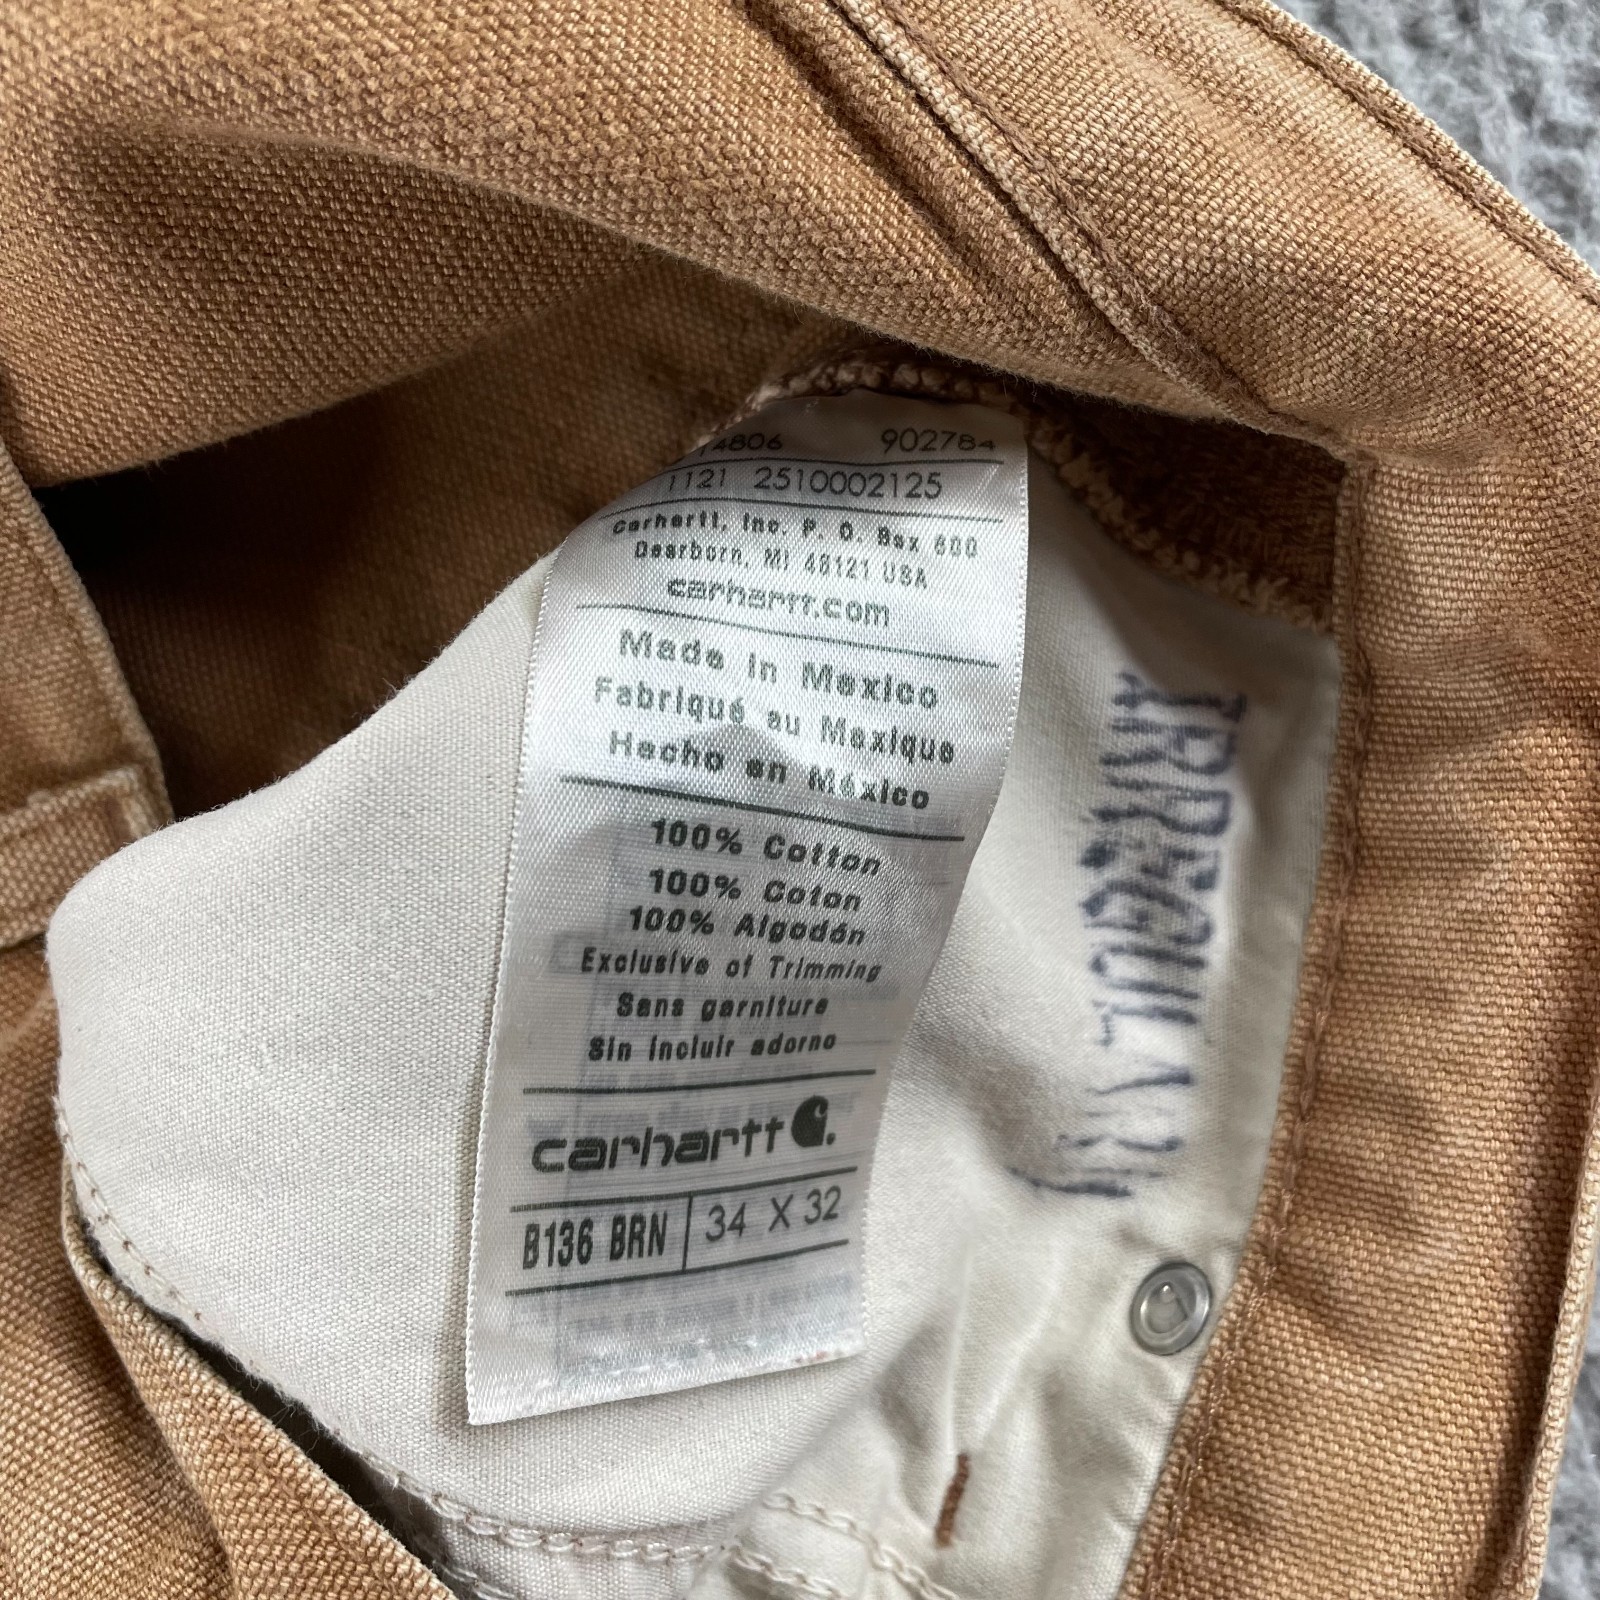 14806 902784
1121 2510002125
Carhartt, Inc. P. O. Box 600
Dearborn, MI 48121 USA
carhartt.com
Made in Mexico
Fabriqué au Mexique
Hecho en México
100% Cotton
100% Coton
100% Algodón
Exclusive of Trimming
Sans garniture
Sin incluir adorno
carhartt
B136 BRN 34 X 32
IRREGULAR
IRREGULAR